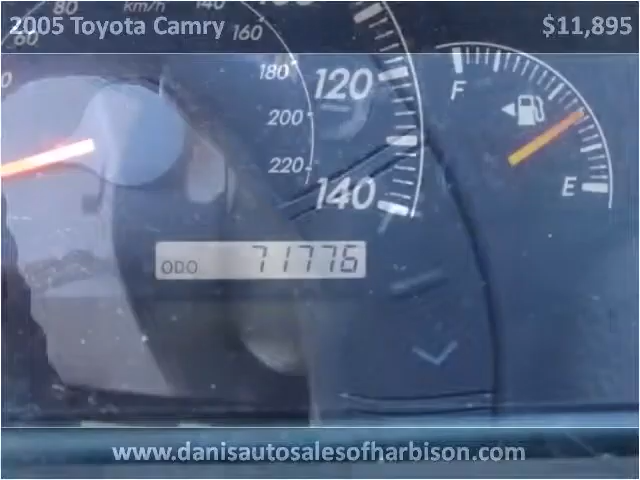 2005 Toyota Camry $11,895
80 km/h 140
60 160
180 120 F
200
220 140 E
ODO 71776
www.danisautosalesofharbison.com